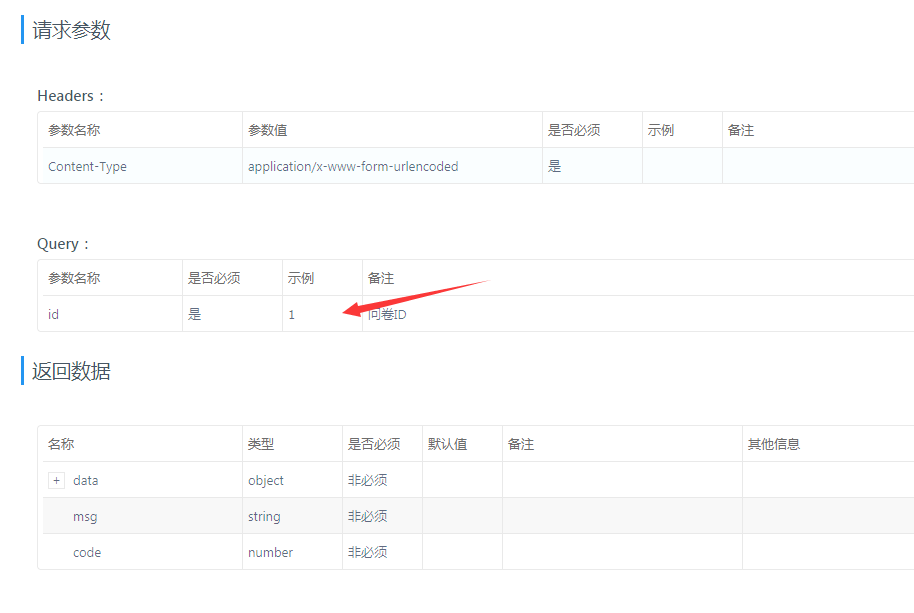 请求参数
Headers：
参数名称 参数值 是否必须 示例 备注
Content-Type application/x-www-form-urlencoded 是
Query：
参数名称 是否必须 示例 备注
id 是 1 问卷ID
返回数据
名称 类型 是否必须 默认值 备注 其他信息
+ data object 非必须
msg string 非必须
code number 非必须